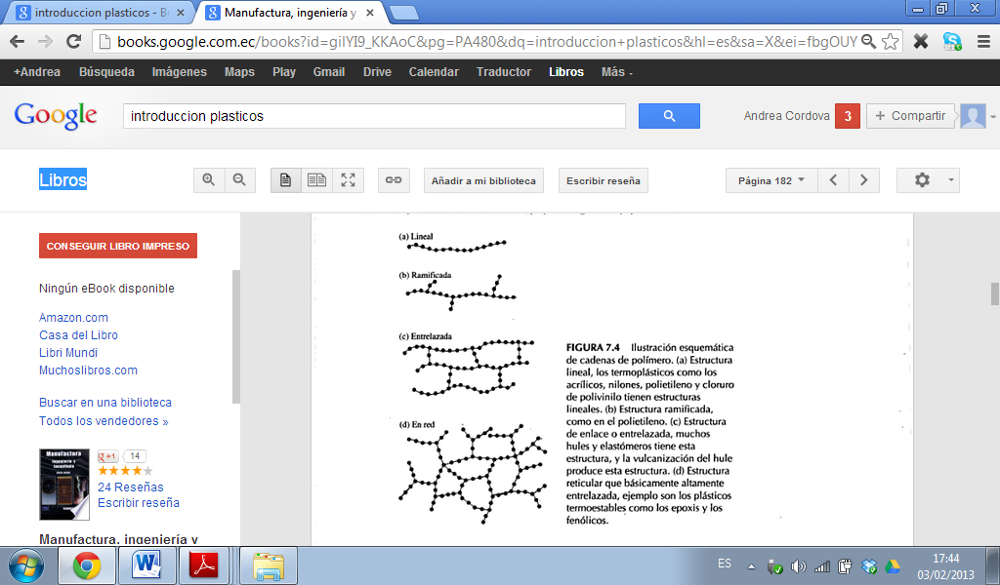 introduccion plasticos - B
Manufactura, ingeniería y
books.google.com.ec/books?id=gilYI9_KKAoC&pg=PA480&dq=introduccion+plasticos&hl=es&sa=X&ei=fbgOUY
+Andrea Búsqueda Imágenes Maps Play Gmail Drive Calendar Traductor Libros Más
Google
introduccion plasticos
Andrea Cordova 3 + Compartir
Libros
Añadir a mi biblioteca
Escribir reseña
Página 182
CONSEGUIR LIBRO IMPRESO
Ningún eBook disponible
Amazon.com
Casa del Libro
Libri Mundi
Muchoslibros.com
Buscar en una biblioteca
Todos los vendedores »
Manufactura
ingeniería y
tecnología
g +1 14
24 Reseñas
Escribir reseña
Manufactura, ingeniería y
(a) Lineal
(b) Ramificada
(c) Entrelazada
(d) En red
FIGURA 7.4 Ilustración esquemática
de cadenas de polímero. (a) Estructura
lineal, los termoplásticos como los
acrílicos, nilones, polietileno y cloruro
de polivinilo tienen estructuras
lineales. (b) Estructura ramificada,
como en el polietileno. (c) Estructura
de enlace o entrelazada, muchos
hules y elastómeros tiene esta
estructura, y la vulcanización del hule
produce esta estructura. (d) Estructura
reticular que básicamente altamente
entrelazada, ejemplo son los plásticos
termoestables como los epoxis y los
fenólicos.
ES
17:44
03/02/2013